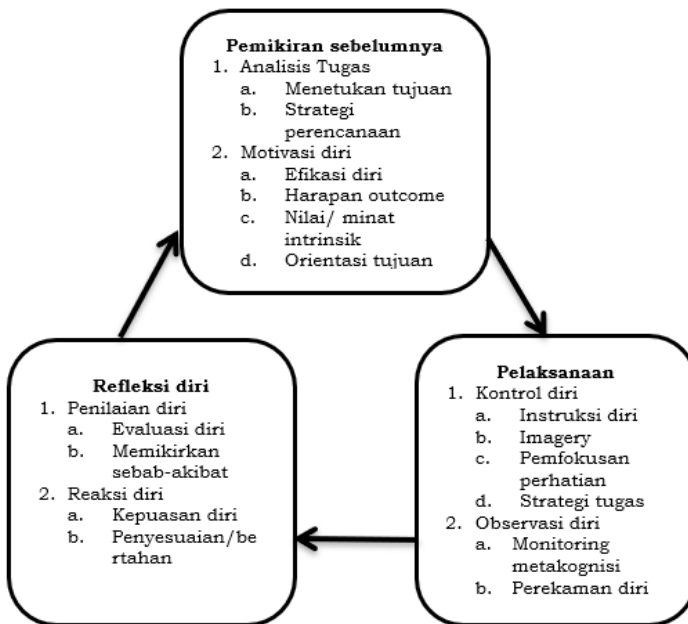 Pemikiran sebelumnya
1. Analisis Tugas
a. Menetukan tujuan
b. Strategi
perencanaan
2. Motivasi diri
a. Efikasi diri
b. Harapan outcome
c. Nilai/ minat
intrinsik
d. Orientasi tujuan
Refleksi diri
1. Penilaian diri
a. Evaluasi diri
b. Memikirkan
sebab-akibat
2. Reaksi diri
a. Kepuasan diri
b. Penyesuaian/be
rtahan
Pelaksanaan
1. Kontrol diri
a. Instruksi diri
b. Imagery
c. Pemfokusan
perhatian
d. Strategi tugas
2. Observasi diri
a. Monitoring
metakognisi
b. Perekaman diri